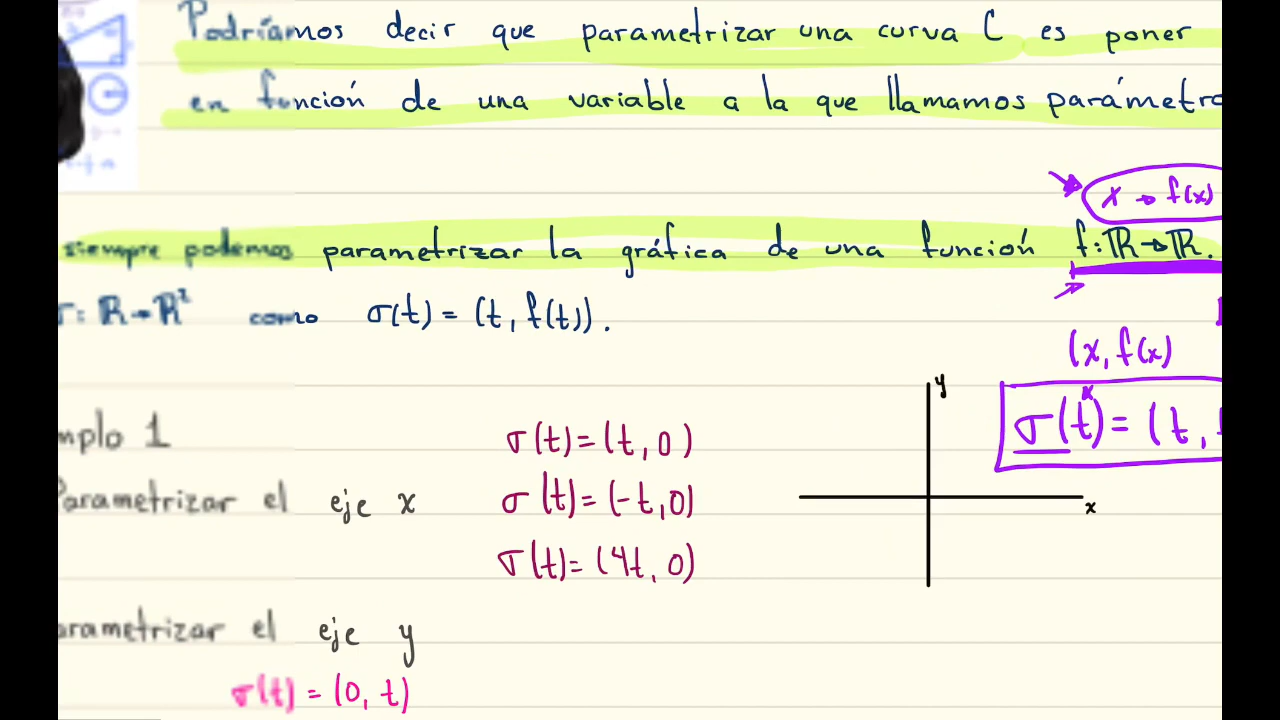 Podríamos decir que parametrizar una curva C es poner
en función de una variable a la que llamamos parámetro
x → f(x)
siempre podemos parametrizar la gráfica de una función f: ℝ → ℝ.
σ: ℝ → ℝ² como σ(t) = (t, f(t)).
(x, f(x)
y
x
σ(t) = (t,
mplo 1
σ(t) = (t, 0)
Parametrizar el eje x
σ(t) = (-t, 0)
x
σ(t) = (4t, 0)
arametrizar el eje y
σ(t) = (0, t)